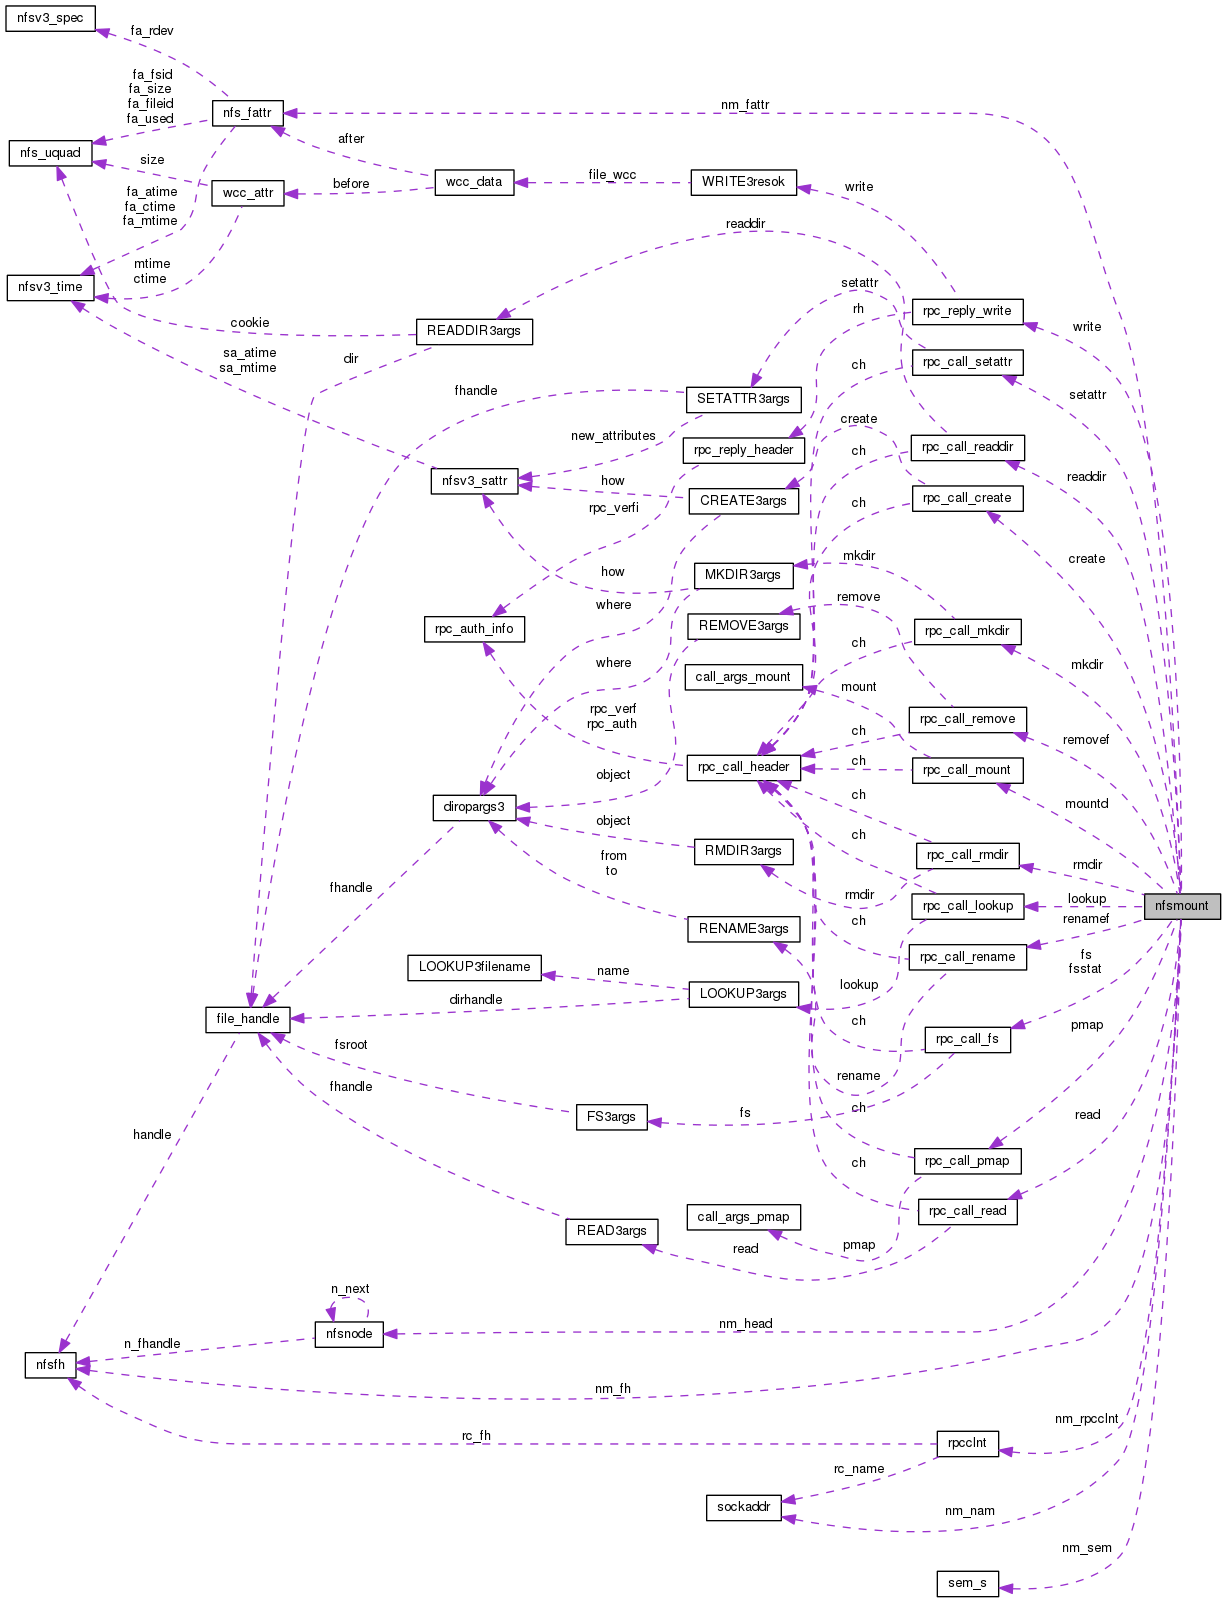 nfsv3_spec
fa_rdev
fa_fsid
fa_size
fa_fileid
fa_used
nfs_fattr
nm_fattr
after
nfs_uquad
size
before
wcc_data
file_wcc
WRITE3resok
write
wcc_attr
fa_atime
fa_ctime
fa_mtime
readdir
mtime
ctime
nfsv3_time
setattr
rh
rpc_reply_write
cookie
READDIR3args
write
sa_atime
sa_mtime
dir
ch
rpc_call_setattr
fhandle
SETATTR3args
setattr
create
new_attributes
rpc_reply_header
ch
rpc_call_readdir
nfsv3_sattr
how
readdir
CREATE3args
ch
rpc_call_create
rpc_verfi
mkdir
create
how
MKDIR3args
where
remove
rpc_auth_info
REMOVE3args
rpc_call_mkdir
ch
where
mkdir
call_args_mount
mount
rpc_verf
rpc_auth
rpc_call_remove
ch
removef
rpc_call_header
ch
rpc_call_mount
object
ch
mountd
diropargs3
object
ch
from
to
RMDIR3args
rpc_call_rmdir
rmdir
fhandle
rmdir
lookup
nfsmount
rpc_call_lookup
renamef
RENAME3args
ch
rpc_call_rename
fs
fsstat
LOOKUP3filename
name
lookup
dirhandle
LOOKUP3args
file_handle
ch
pmap
fsroot
rpc_call_fs
rename
fhandle
FS3args
fs
ch
read
handle
rpc_call_pmap
ch
call_args_pmap
rpc_call_read
READ3args
read
pmap
n_next
nm_head
nfsnode
n_fhandle
nfsfh
nm_fh
nm_rpcclnt
rc_fh
rpcclnt
rc_name
sockaddr
nm_nam
nm_sem
sem_s